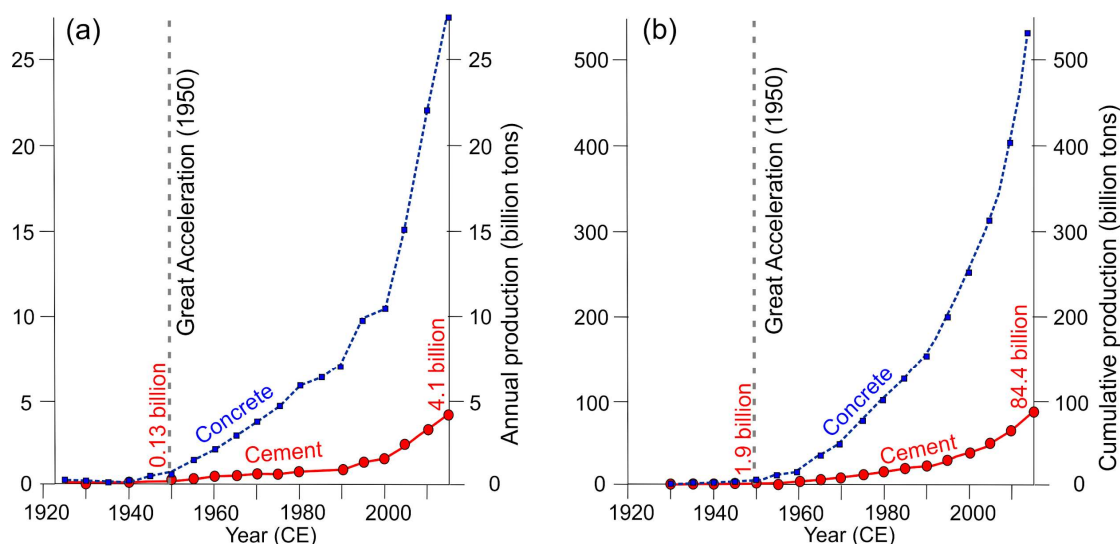 (a)
25
20
15
10
5
0
25
20
15
10
5
0
Annual production (billion tons)
Great Acceleration (1950)
0.13 billion
4.1 billion
Concrete
Cement
1920
1940
1960
1980
2000
Year (CE)
(b)
500
400
300
200
100
0
500
400
300
200
100
0
Cumulative production (billion tons)
Great Acceleration (1950)
1.9 billion
84.4 billion
Concrete
Cement
1920
1940
1960
1980
2000
Year (CE)